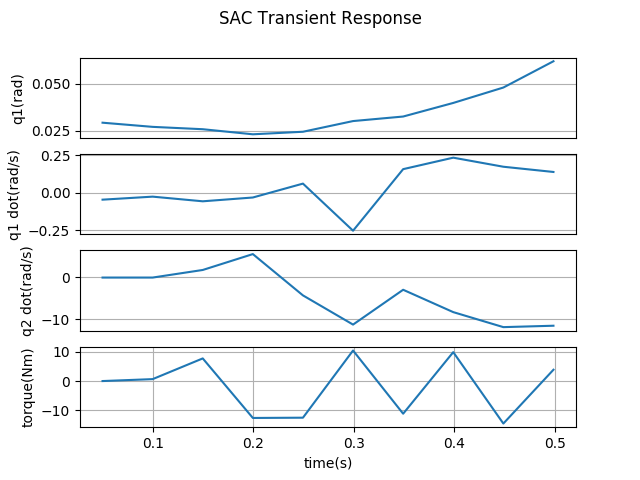 SAC Transient Response
q1(rad)
0.050
0.025
q1 dot(rad/s)
0.25
0.00
−0.25
q2 dot(rad/s)
0
−10
torque(Nm)
10
0
−10
0.1 0.2 0.3 0.4 0.5
time(s)